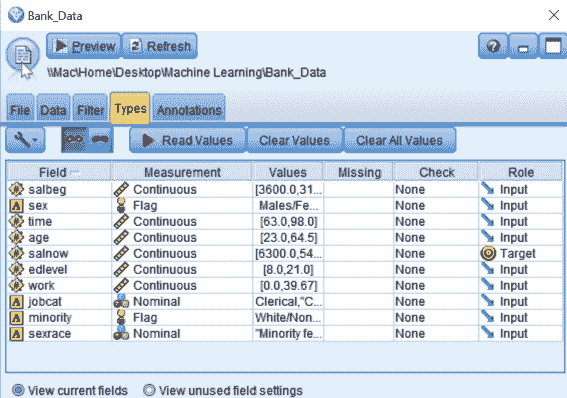 Bank_Data
Preview Refresh
\\Mac\Home\Desktop\Machine Learning\Bank_Data
File Data Filter Types Annotations
Read Values Clear Values Clear All Values
Field Measurement Values Missing Check Role
salbeg Continuous [3600.0,31... None Input
sex Flag Males/Fe... None Input
time Continuous [63.0,98.0] None Input
age Continuous [23.0,64.5] None Input
salnow Continuous [6300.0,54... None Target
edlevel Continuous [8.0,21.0] None Input
work Continuous [0.0,39.67] None Input
jobcat Nominal Clerical,"C... None Input
minority Flag White/Non... None Input
sexrace Nominal "Minority fe... None Input
View current fields View unused field settings